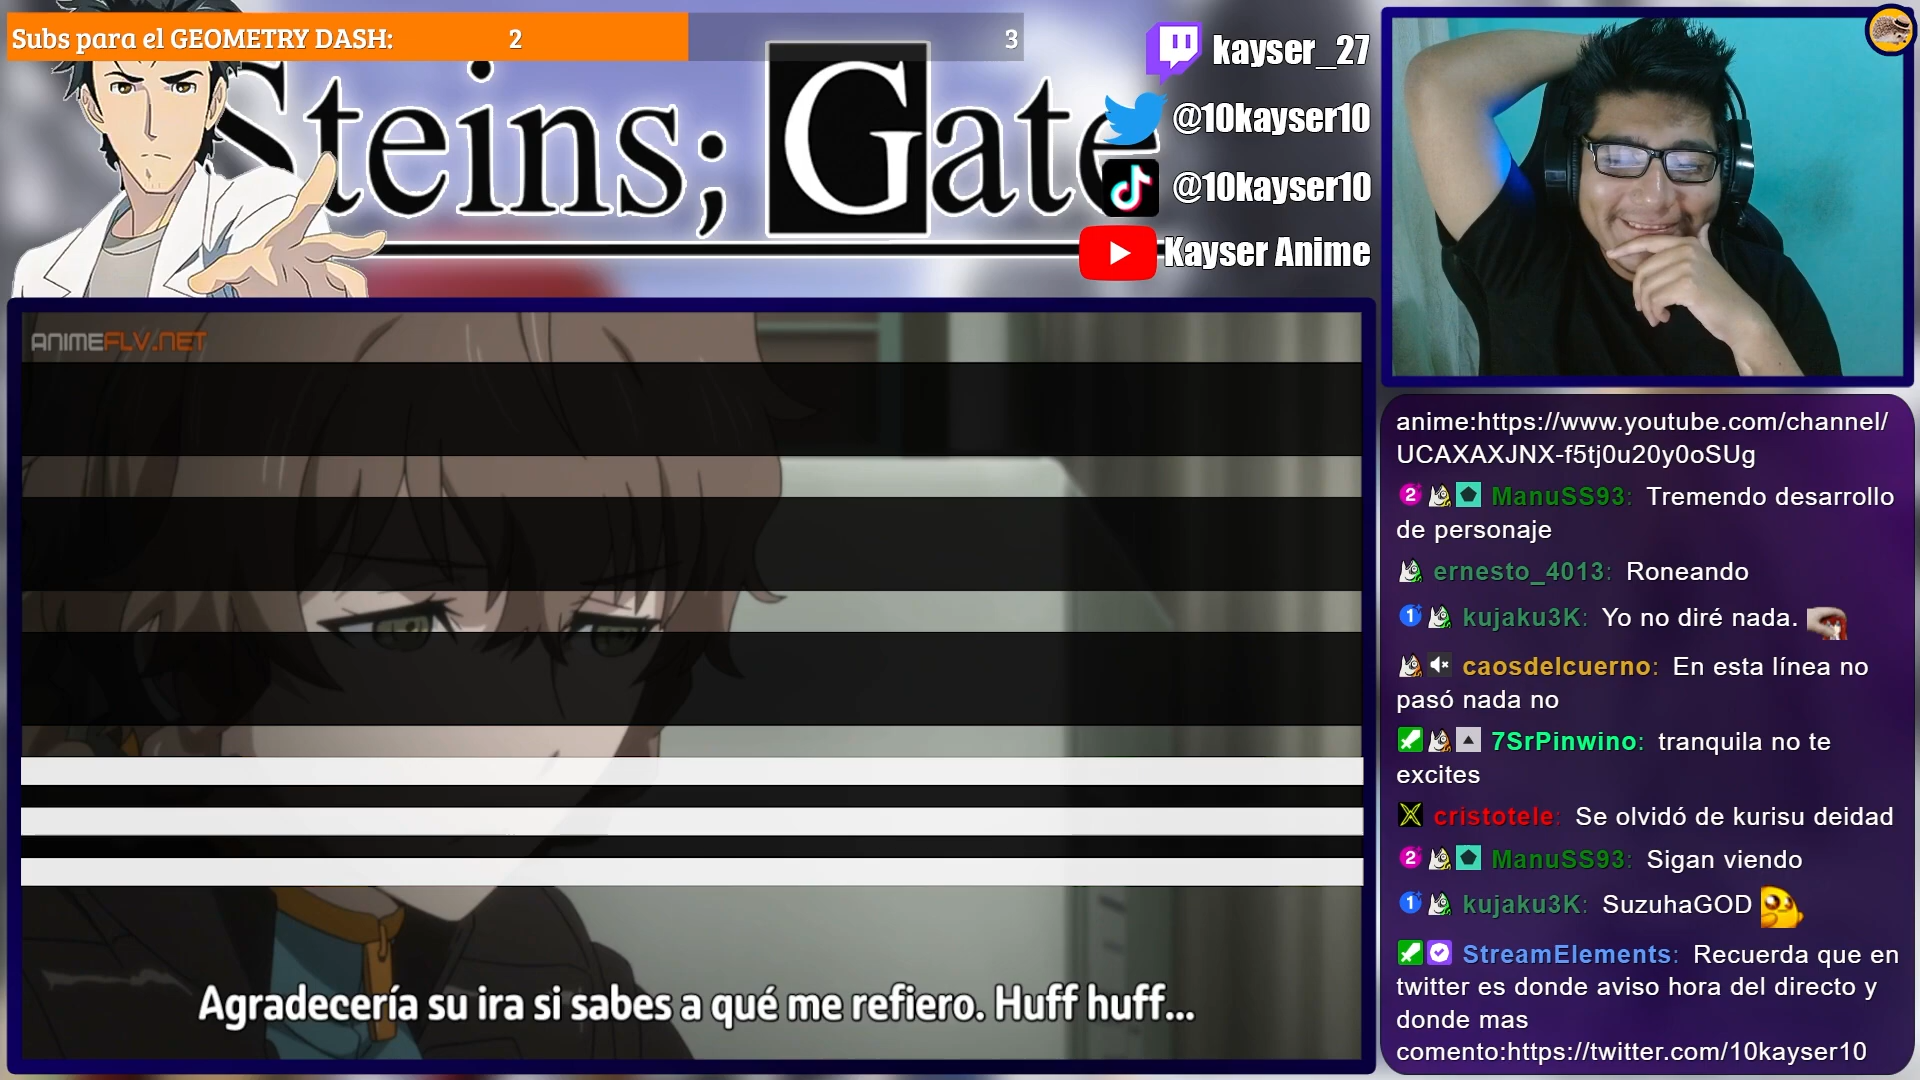 Subs para el GEOMETRY DASH: 2 3
Steins; Gate
kayser_27
@10kayser10
@10kayser10
Kayser Anime
ANIMEFLV.NET
Agradecería su ira si sabes a qué me refiero. Huff huff...
anime:https://www.youtube.com/channel/
UCAXAXJNX-f5tj0u20y0oSUg
2 ManuSS93: Tremendo desarrollo
de personaje
ernesto_4013: Roneando
1 kujaku3K: Yo no diré nada.
caosdelcuerno: En esta línea no
pasó nada no
7SrPinwino: tranquila no te
excites
cristotele: Se olvidó de kurisu deidad
2 ManuSS93: Sigan viendo
1 kujaku3K: SuzuhaGOD
StreamElements: Recuerda que en
twitter es donde aviso hora del directo y
donde mas
comento:https://twitter.com/10kayser10